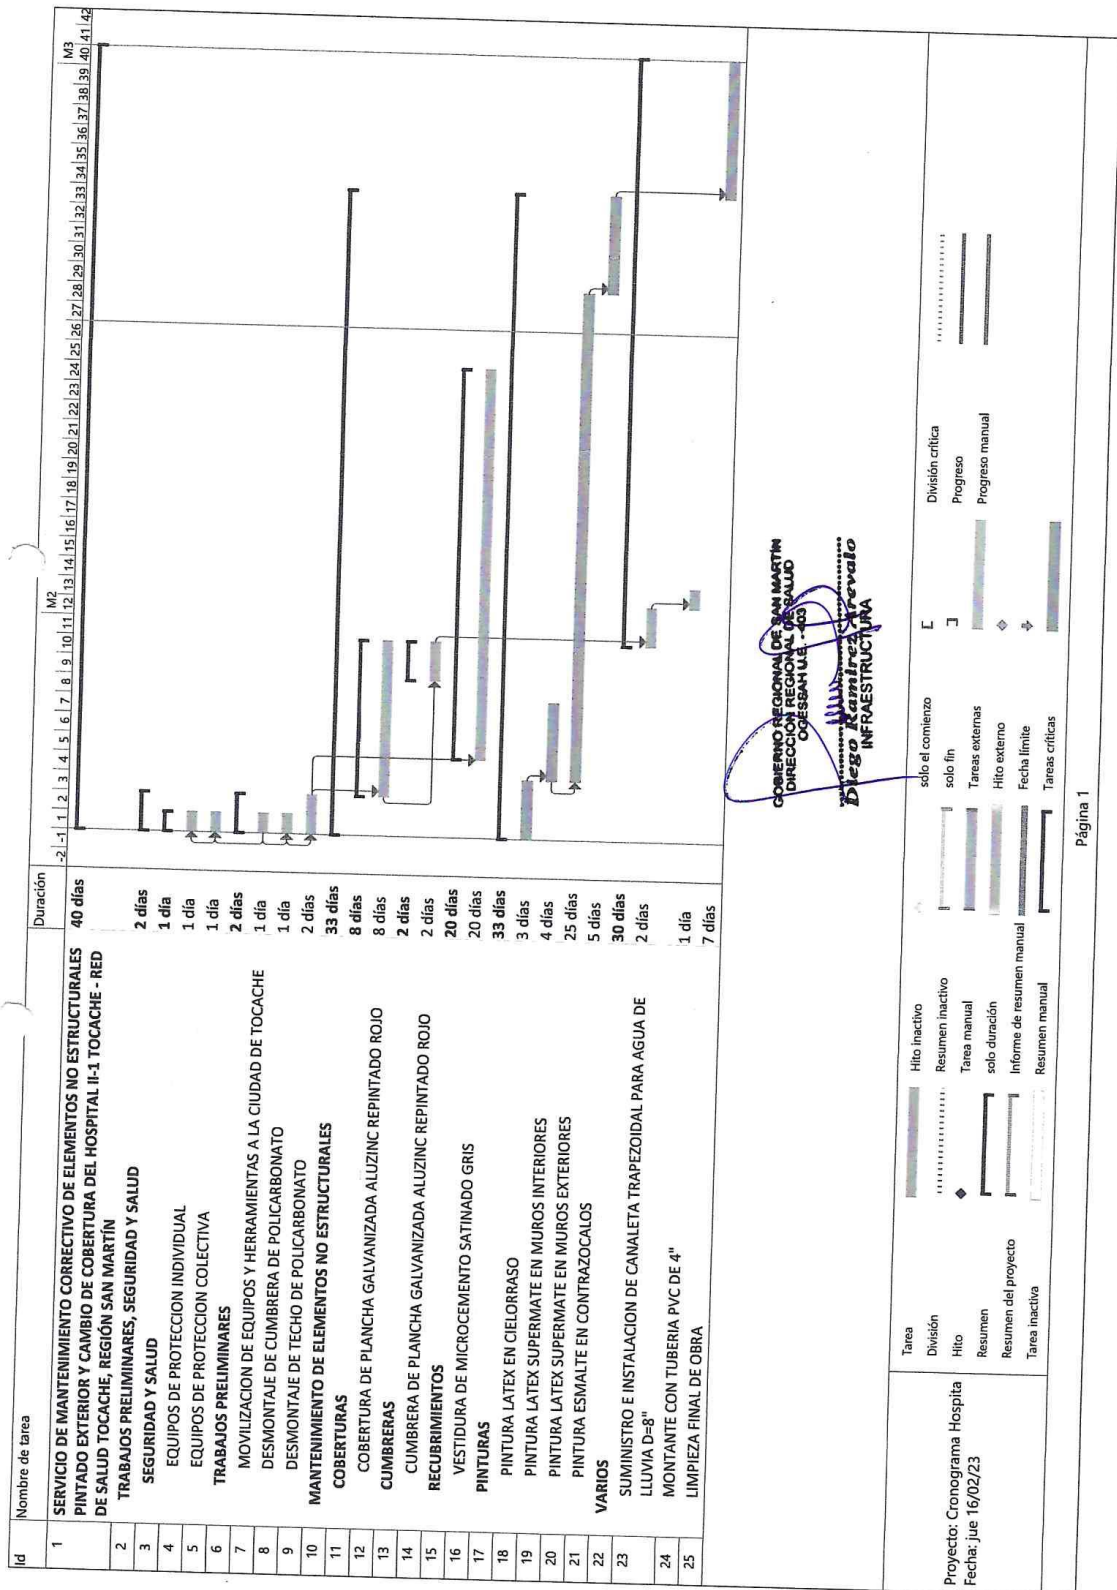 Id Nombre de tarea Duración M2 M3
-2 -1 1 2 3 4 5 6 7 8 9 10 11 12 13 14 15 16 17 18 19 20 21 22 23 24 25 26 27 28 29 30 31 32 33 34 35 36 37 38 39 40 41 42
1 SERVICIO DE MANTENIMIENTO CORRECTIVO DE ELEMENTOS NO ESTRUCTURALES 40 días
PINTADO EXTERIOR Y CAMBIO DE COBERTURA DEL HOSPITAL II-1 TOCACHE - RED
DE SALUD TOCACHE, REGIÓN SAN MARTÍN
2 TRABAJOS PRELIMINARES, SEGURIDAD Y SALUD 2 días
3 SEGURIDAD Y SALUD 1 día
4 EQUIPOS DE PROTECCION INDIVIDUAL 1 día
5 EQUIPOS DE PROTECCION COLECTIVA 1 día
6 TRABAJOS PRELIMINARES 2 días
7 MOVILIZACION DE EQUIPOS Y HERRAMIENTAS A LA CIUDAD DE TOCACHE 1 día
8 DESMONTAJE DE CUMBRERA DE POLICARBONATO 1 día
9 DESMONTAJE DE TECHO DE POLICARBONATO 2 días
10 MANTENIMIENTO DE ELEMENTOS NO ESTRUCTURALES 33 días
11 COBERTURAS 8 días
12 COBERTURA DE PLANCHA GALVANIZADA ALUZINC REPINTADO ROJO 8 días
13 CUMBRERAS 2 días
14 CUMBRERA DE PLANCHA GALVANIZADA ALUZINC REPINTADO ROJO 2 días
15 RECUBRIMIENTOS 20 días
16 VESTIDURA DE MICROCEMENTO SATINADO GRIS 20 días
17 PINTURAS 33 días
18 PINTURA LATEX EN CIELORRASO 3 días
19 PINTURA LATEX SUPERMATE EN MUROS INTERIORES 4 días
20 PINTURA LATEX SUPERMATE EN MUROS EXTERIORES 25 días
21 PINTURA ESMALTE EN CONTRAZOCALOS 5 días
22 VARIOS 30 días
23 SUMINISTRO E INSTALACION DE CANALETA TRAPEZOIDAL PARA AGUA DE 2 días
LLUVIA D=8"
24 MONTANTE CON TUBERIA PVC DE 4" 1 día
25 LIMPIEZA FINAL DE OBRA 7 días
GOBIERNO REGIONAL DE SAN MARTÍN
DIRECCIÓN REGIONAL DE SALUD
OGESSAH U.E. - 403
Diego Ramirez Arevalo
INFRAESTRUCTURA
Proyecto: Cronograma Hospita
Fecha: jue 16/02/23
Tarea
División
Hito
Resumen
Resumen del proyecto
Tarea inactiva
Hito inactivo
Resumen inactivo
Tarea manual
solo duración
Informe de resumen manual
Resumen manual
solo el comienzo
solo fin
Tareas externas
Hito externo
Fecha límite
Tareas críticas
División crítica
Progreso
Progreso manual
Página 1